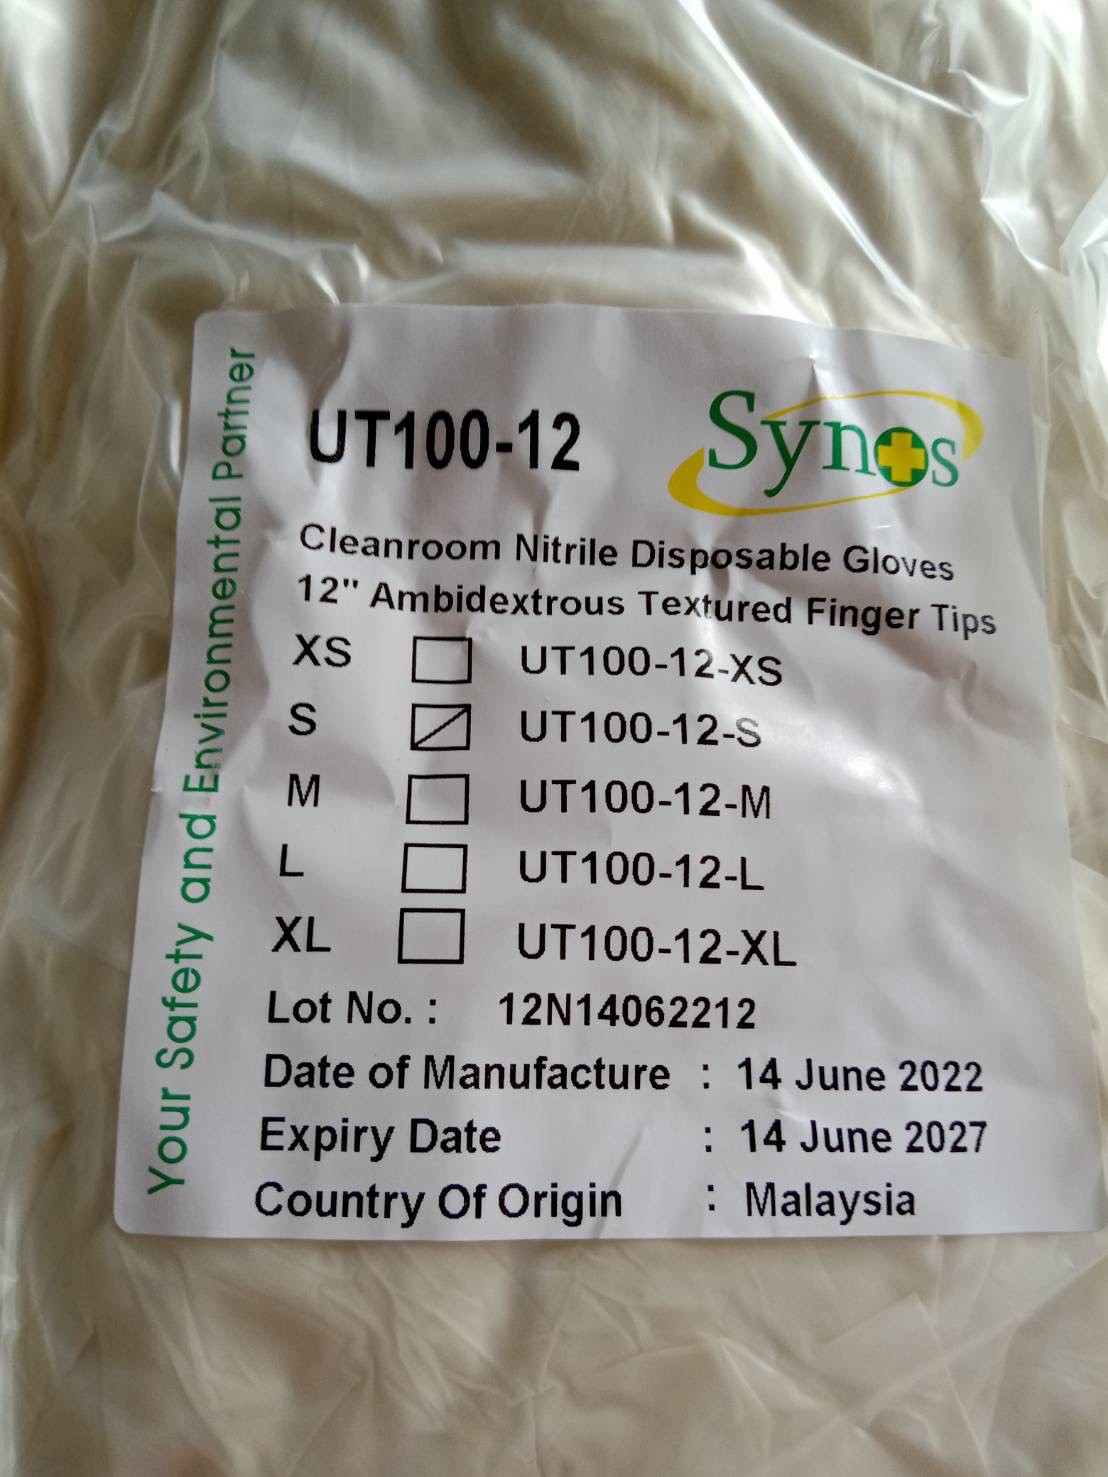 Your Safety and Environmental Partner
UT100-12
Synos
Cleanroom Nitrile Disposable Gloves
12" Ambidextrous Textured Finger Tips
XS UT100-12-XS
S UT100-12-S
M UT100-12-M
L UT100-12-L
XL UT100-12-XL
Lot No. : 12N14062212
Date of Manufacture : 14 June 2022
Expiry Date : 14 June 2027
Country Of Origin : Malaysia